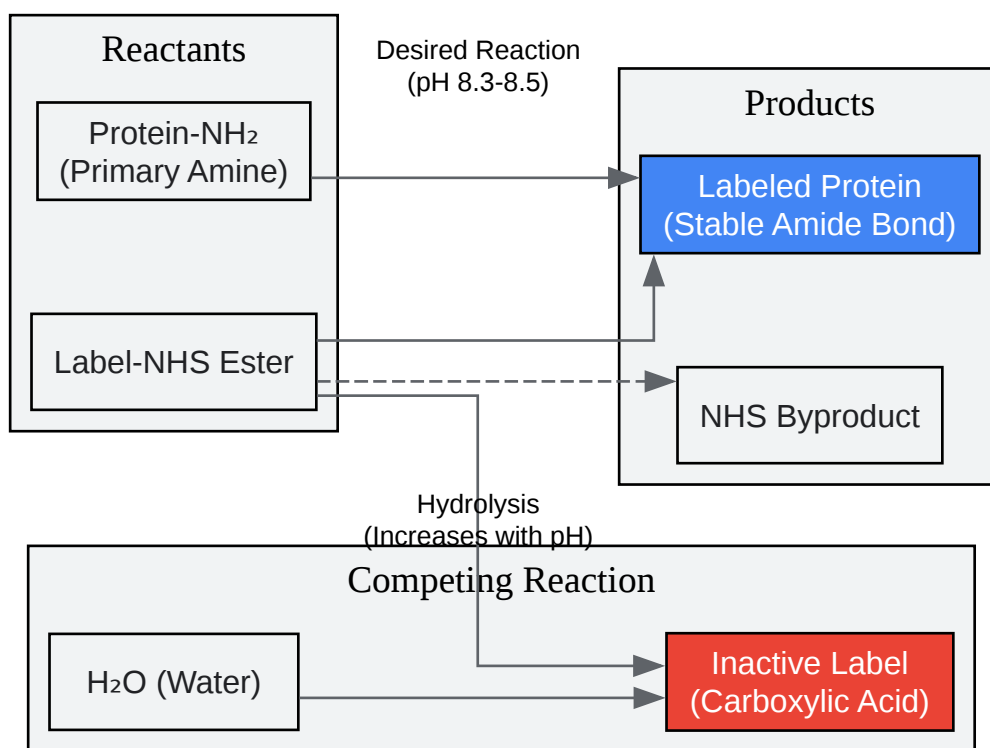 Reactants
Desired Reaction
(pH 8.3-8.5)
Products
Protein-NH₂
(Primary Amine)
Labeled Protein
(Stable Amide Bond)
Label-NHS Ester
NHS Byproduct
Hydrolysis
(Increases with pH)
Competing Reaction
H₂O (Water)
Inactive Label
(Carboxylic Acid)